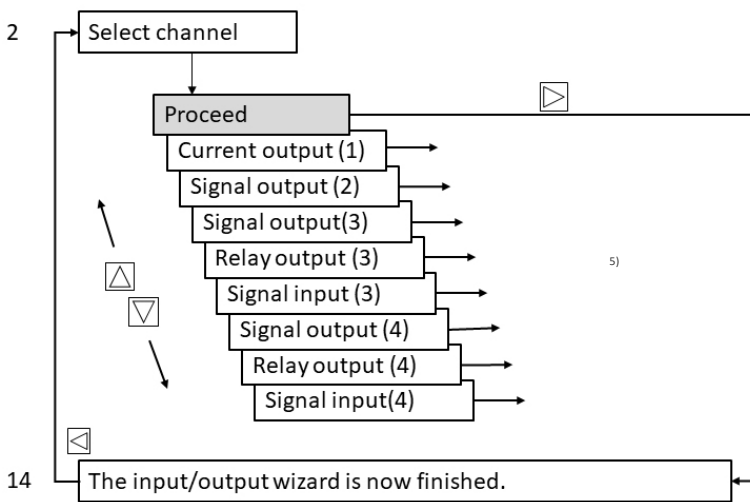 2
Select channel
Proceed
Current output (1)
Signal output (2)
Signal output(3)
Relay output (3)
Signal input (3)
5)
Signal output (4)
Relay output (4)
Signal input(4)
14
The input/output wizard is now finished.